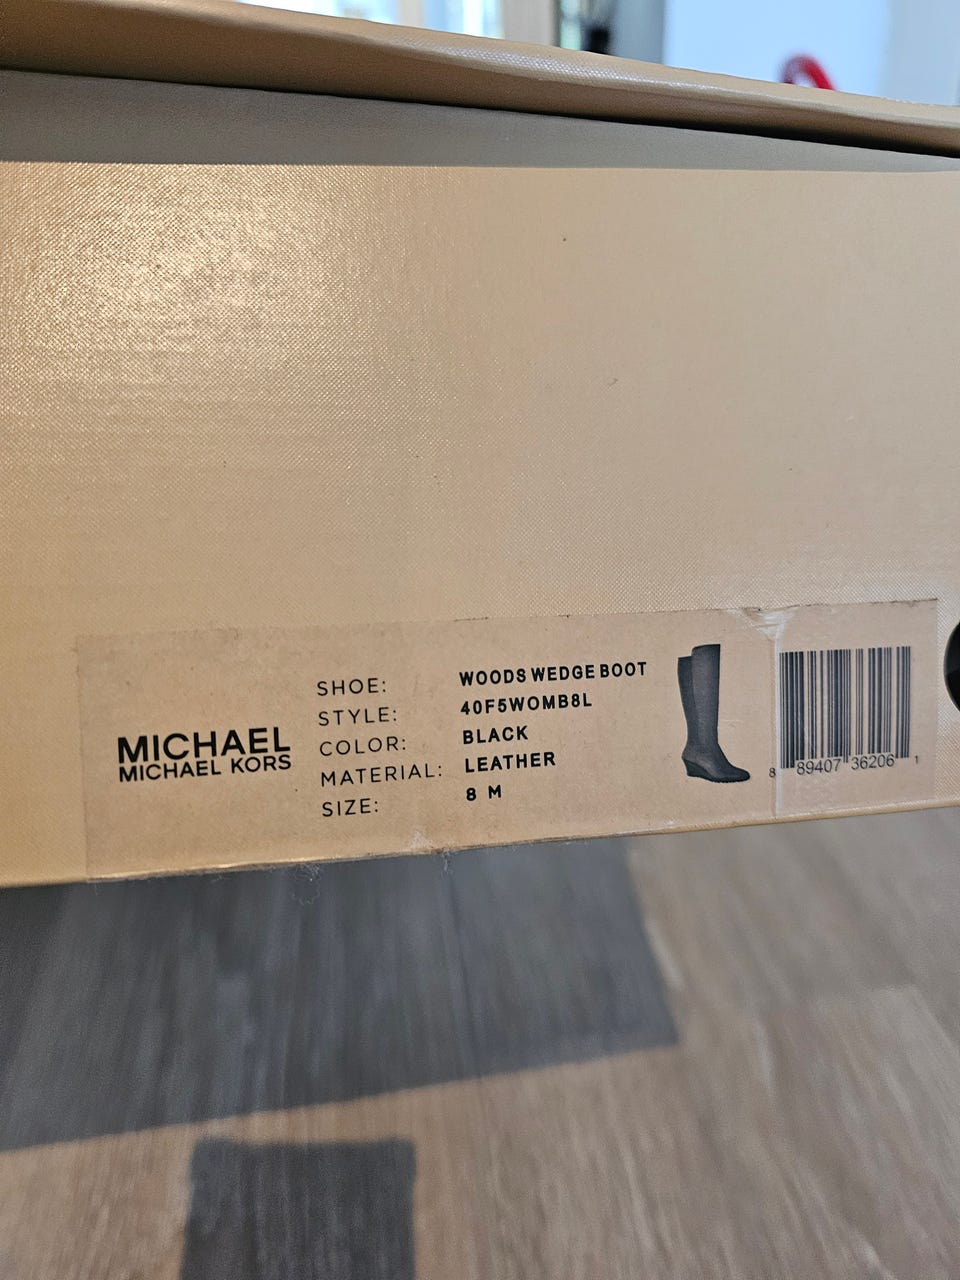 MICHAEL
MICHAEL KORS
SHOE: WOODS WEDGE BOOT
STYLE: 40F5WOMB8L
COLOR: BLACK
MATERIAL: LEATHER
SIZE: 8 M
8 89407 36206 1